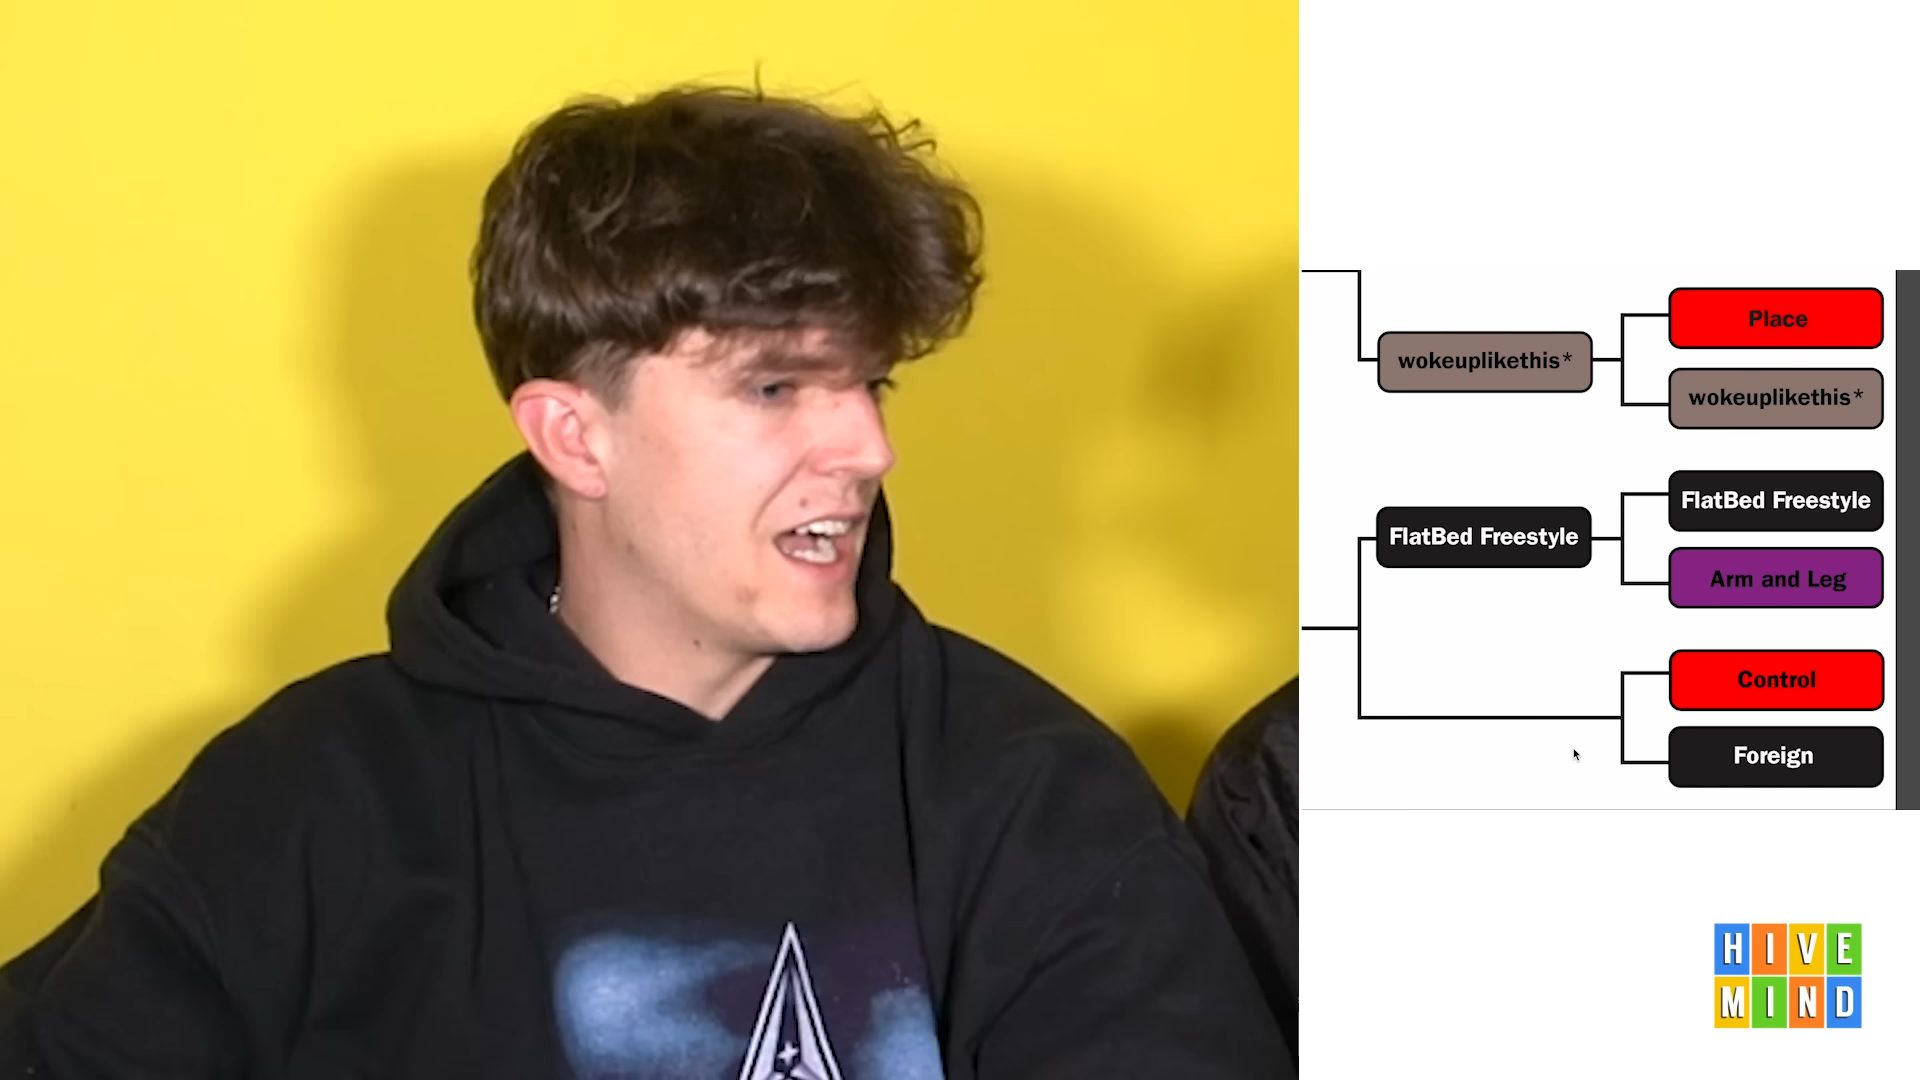 Place
wokeuplikethis*
wokeuplikethis*
FlatBed Freestyle
FlatBed Freestyle
Arm and Leg
Control
Foreign
HIVE
MIND